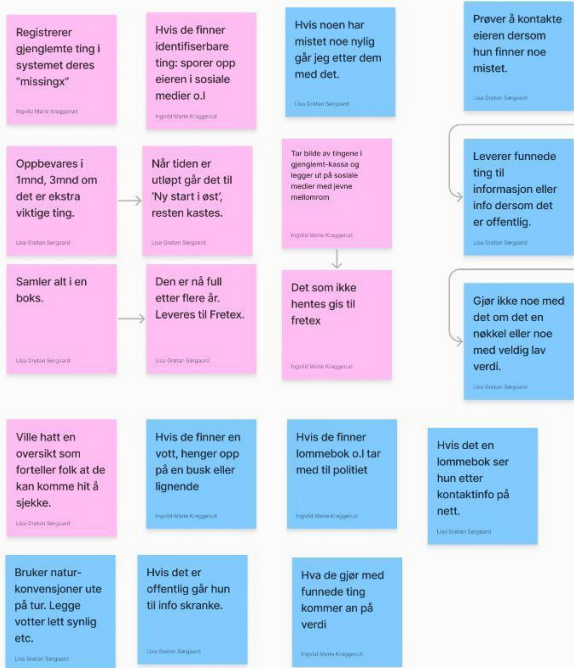 Registrerer
gjenglemte ting i
systemet deres
"missingx"
Ingvild Marie Kraggerud
Hvis de finner
identifiserbare
ting: sporer opp
eieren i sosiale
medier o.l
Ingvild Marie Kraggerud
Hvis noen har
mistet noe nylig
går jeg etter dem
med det.
Lisa Grøtan Sørgaard
Prøver å kontakte
eieren dersom
hun finner noe
mistet.
Lisa Grøtan Sørgaard
Oppbevares i
1mnd, 3mnd om
det er ekstra
viktige ting.
Lisa Grøtan Sørgaard
Når tiden er
utløpt går det til
'Ny start i øst',
resten kastes.
Lisa Grøtan Sørgaard
Tar bilde av tingene i
gjenglemt-kassa og
legger ut på sosiale
medier med jevne
mellomrom
Ingvild Marie Kraggerud
Leverer funnede
ting til
informasjon eller
info dersom det
er offentlig.
Lisa Grøtan Sørgaard
Samler alt i en
boks.
Lisa Grøtan Sørgaard
Den er nå full
etter flere år.
Leveres til Fretex.
Lisa Grøtan Sørgaard
Det som ikke
hentes gis til
fretex
Ingvild Marie Kraggerud
Gjør ikke noe med
det om det en
nøkkel eller noe
med veldig lav
verdi.
Lisa Grøtan Sørgaard
Ville hatt en
oversikt som
forteller folk at de
kan komme hit å
sjekke.
Lisa Grøtan Sørgaard
Hvis de finner en
vott, henger opp
på en busk eller
lignende
Ingvild Marie Kraggerud
Hvis de finner
lommebok o.l tar
med til politiet
Ingvild Marie Kraggerud
Hvis det en
lommebok ser
hun etter
kontaktinfo på
nett.
Lisa Grøtan Sørgaard
Bruker natur-
konvensjoner ute
på tur. Legge
votter lett synlig
etc.
Lisa Grøtan Sørgaard
Hvis det er
offentlig går hun
til info skranke.
Lisa Grøtan Sørgaard
Hva de gjør med
funnede ting
kommer an på
verdi
Ingvild Marie Kraggerud